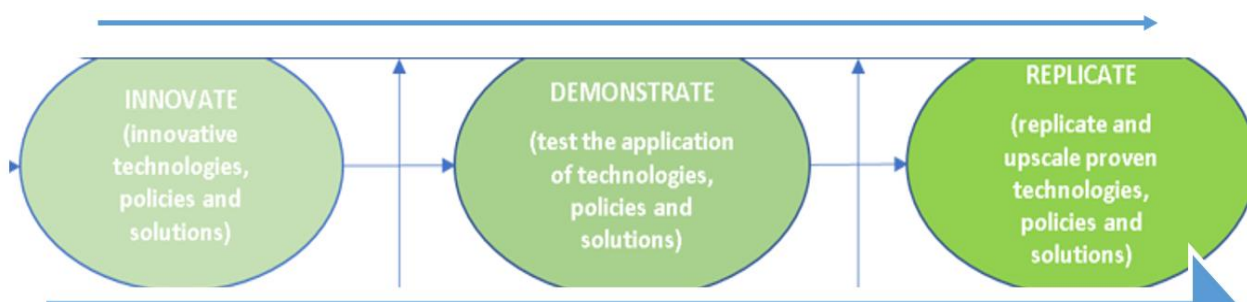 INNOVATE
(innovative
technologies,
policies and
solutions)
DEMONSTRATE
(test the application
of technologies,
policies and
solutions)
REPLICATE
(replicate and
upscale proven
technologies,
policies and
solutions)